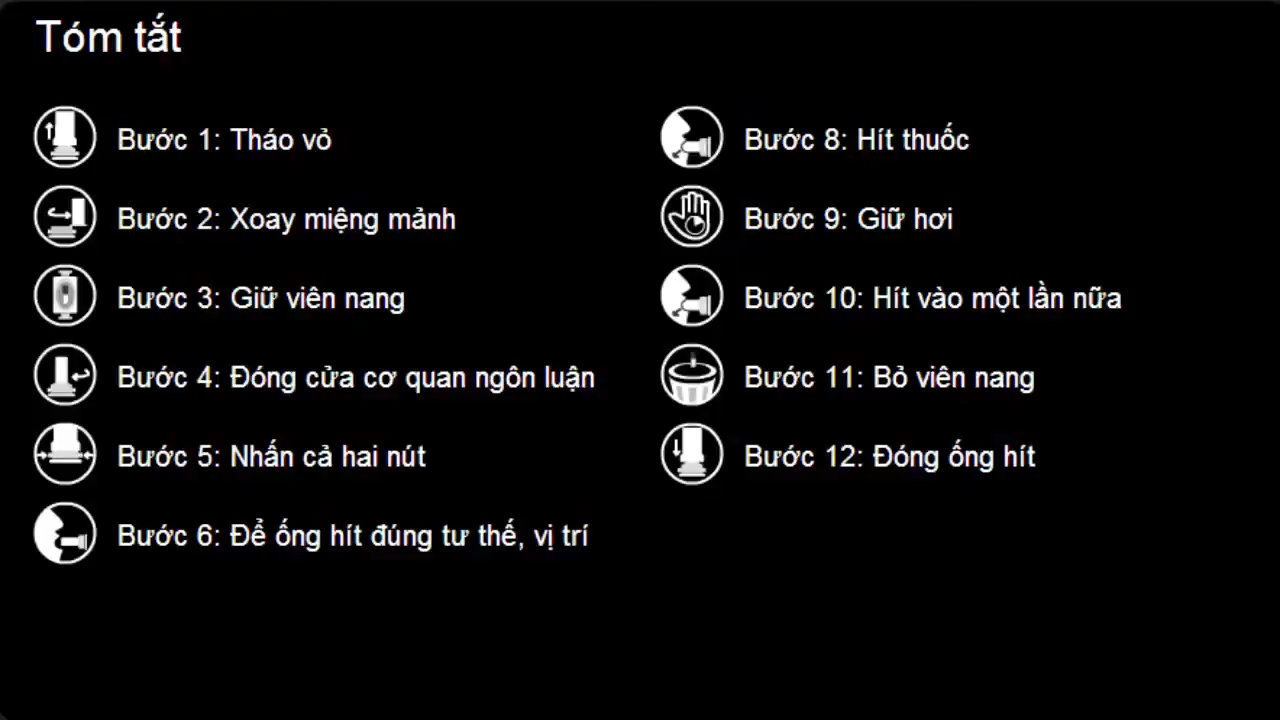 Tóm tắt
Bước 1: Tháo vỏ
Bước 2: Xoay miệng mảnh
Bước 3: Giữ viên nang
Bước 4: Đóng cửa cơ quan ngôn luận
Bước 5: Nhấn cả hai nút
Bước 6: Để ống hít đúng tư thế, vị trí
Bước 8: Hít thuốc
Bước 9: Giữ hơi
Bước 10: Hít vào một lần nữa
Bước 11: Bỏ viên nang
Bước 12: Đóng ống hít